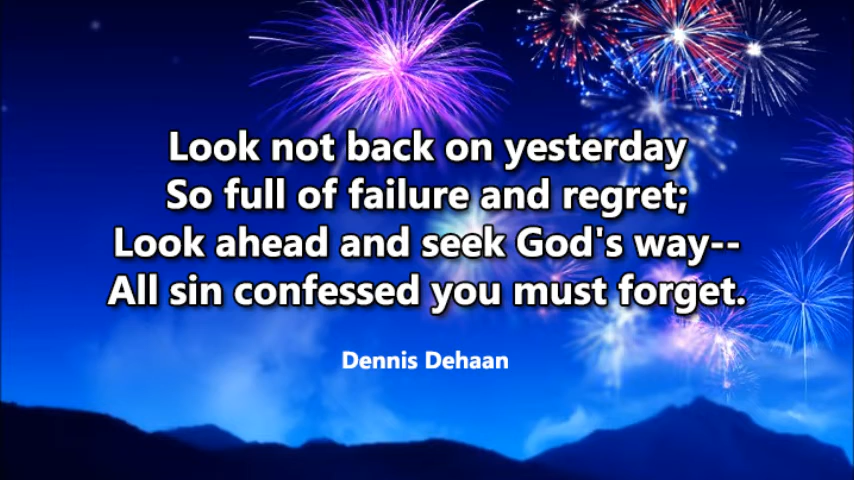 Look not back on yesterday
So full of failure and regret;
Look ahead and seek God's way--
All sin confessed you must forget.
Dennis Dehaan